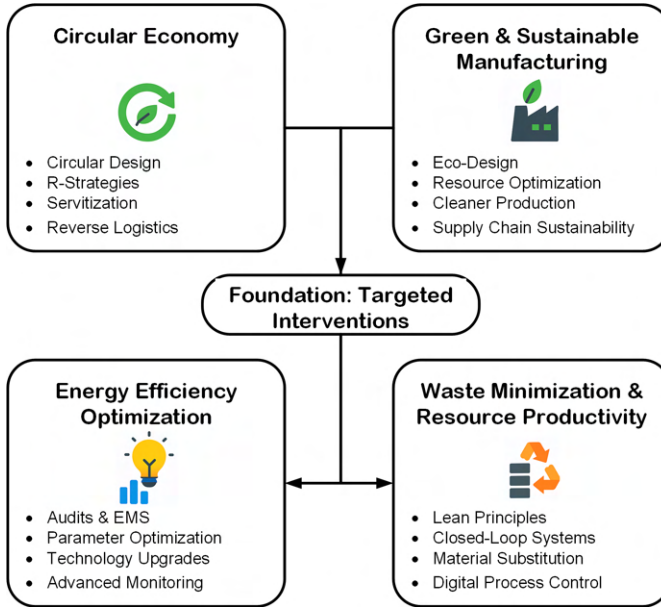 Circular Economy
• Circular Design
• R-Strategies
• Servitization
• Reverse Logistics
Green & Sustainable
Manufacturing
• Eco-Design
• Resource Optimization
• Cleaner Production
• Supply Chain Sustainability
Foundation: Targeted
Interventions
Energy Efficiency
Optimization
• Audits & EMS
• Parameter Optimization
• Technology Upgrades
• Advanced Monitoring
Waste Minimization &
Resource Productivity
• Lean Principles
• Closed-Loop Systems
• Material Substitution
• Digital Process Control